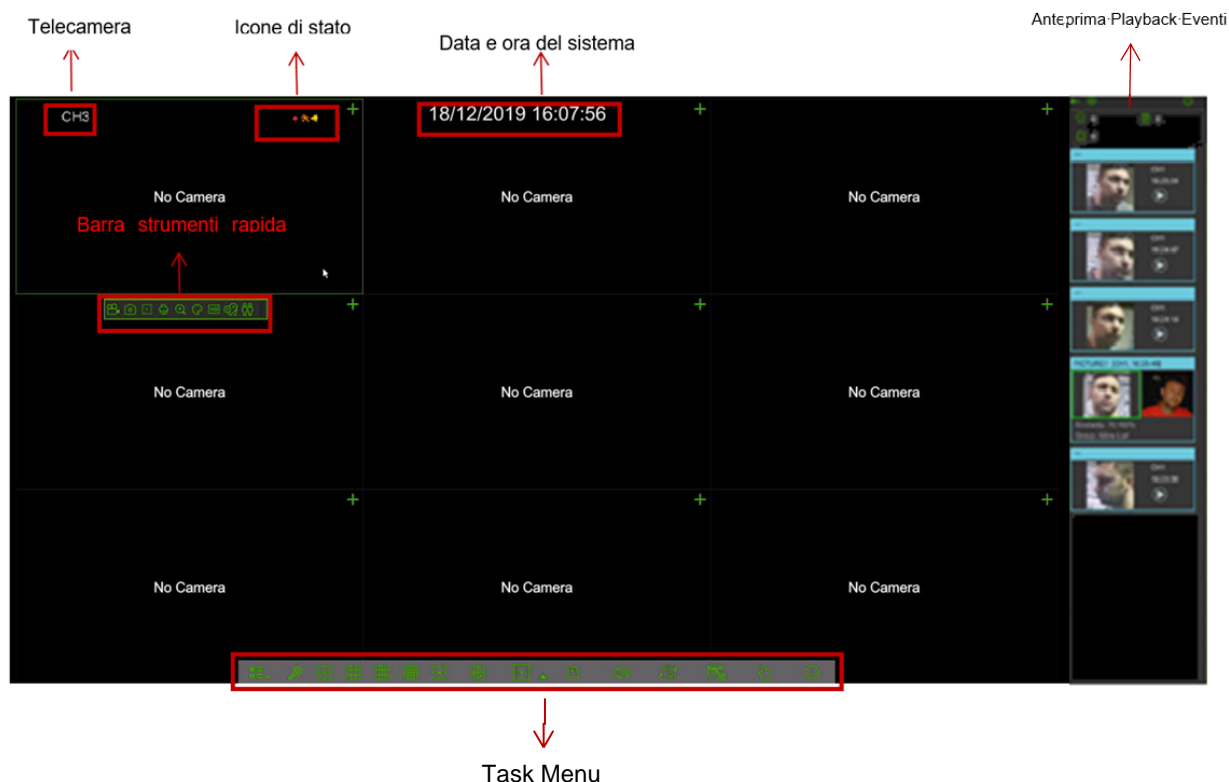 Anteprima·Playback·Eventi
Telecamera
Icone di stato
Data e ora del sistema
CH3
18/12/2019 16:07:56
No Camera
No Camera
No Camera
Barra strumenti rapida
No Camera
No Camera
No Camera
No Camera
No Camera
No Camera
Task Menu